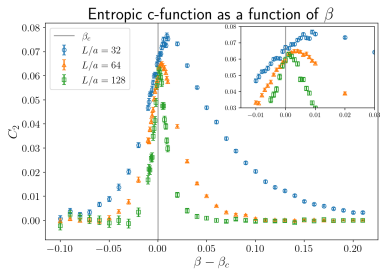 Entropic c-function as a function of β
C₂
0.08
0.07
0.06
0.05
0.04
0.03
0.02
0.01
0.00
β_c
L/a = 32
L/a = 64
L/a = 128
0.08
0.07
0.06
0.05
0.04
0.03
−0.01 0.00 0.01 0.02 0.03
−0.10 −0.05 0.00 0.05 0.10 0.15 0.20
β − β_c